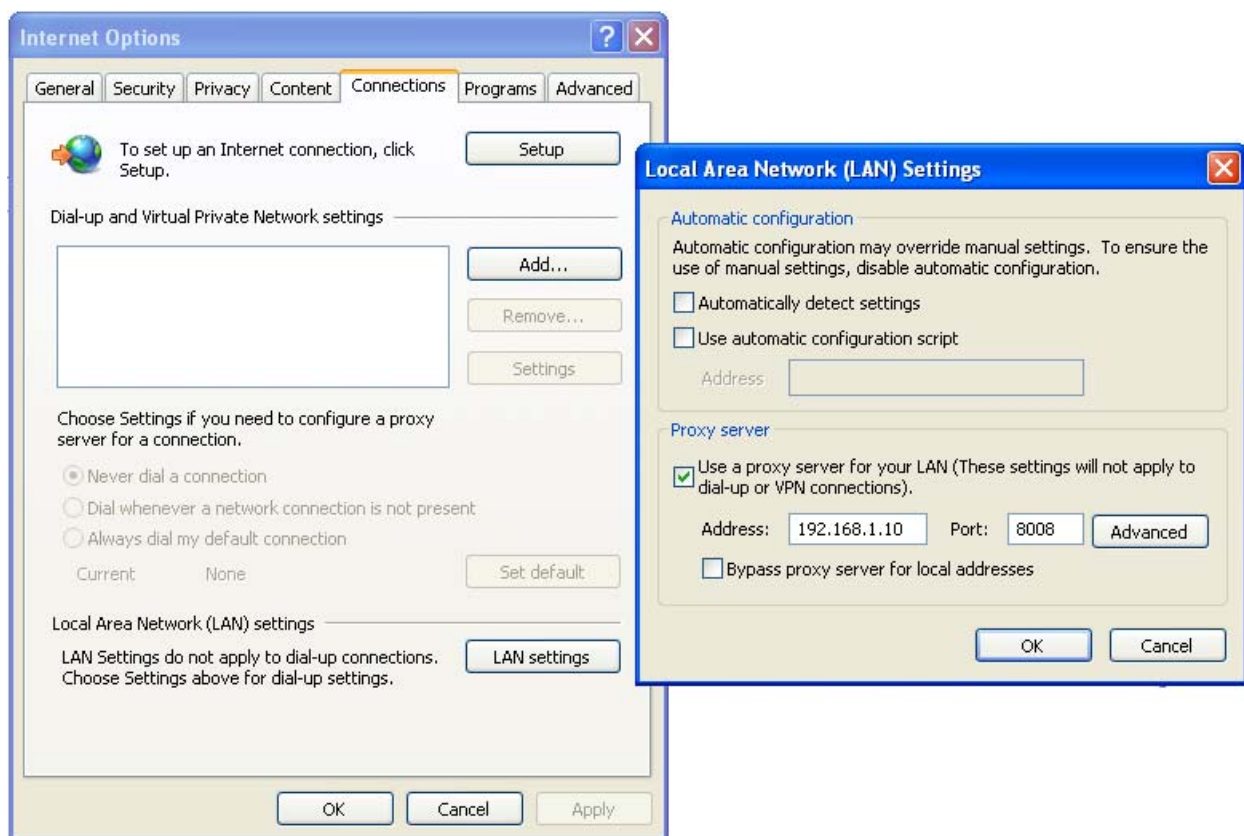 Internet Options
General Security Privacy Content Connections Programs Advanced
To set up an Internet connection, click
Setup.
Setup
Dial-up and Virtual Private Network settings
Add...
Remove...
Settings
Choose Settings if you need to configure a proxy
server for a connection.
Never dial a connection
Dial whenever a network connection is not present
Always dial my default connection
Current None
Set default
Local Area Network (LAN) settings
LAN Settings do not apply to dial-up connections.
Choose Settings above for dial-up settings.
LAN settings
OK Cancel Apply
Local Area Network (LAN) Settings
Automatic configuration
Automatic configuration may override manual settings. To ensure the
use of manual settings, disable automatic configuration.
Automatically detect settings
Use automatic configuration script
Address
Proxy server
Use a proxy server for your LAN (These settings will not apply to
dial-up or VPN connections).
Address: 192.168.1.10 Port: 8008 Advanced
Bypass proxy server for local addresses
OK Cancel